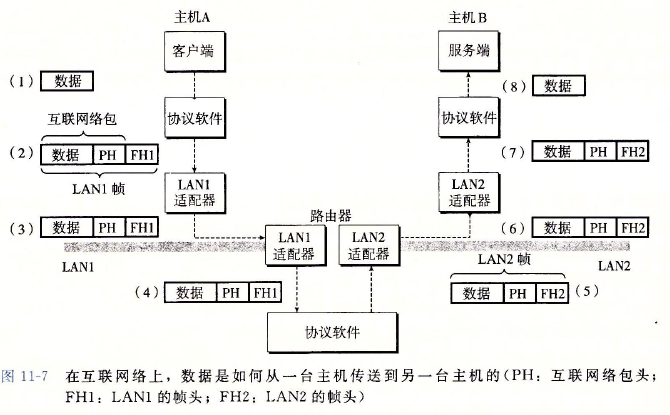 主机A
主机B
客户端
服务端
(1) 数据
(8) 数据
协议软件
协议软件
互联网络包
(2) 数据 PH FH1
(7) 数据 PH FH2
LAN1 帧
LAN1
适配器
LAN2
适配器
路由器
(3) 数据 PH FH1
(6) 数据 PH FH2
LAN1
适配器
LAN2
适配器
LAN1
LAN2 帧
LAN2
(4) 数据 PH FH1
数据 PH FH2 (5)
协议软件
图 11-7 在互联网络上，数据是如何从一台主机传送到另一台主机的(PH：互联网络包头；
FH1：LAN1 的帧头；FH2：LAN2 的帧头)